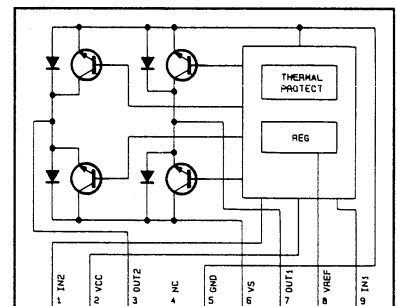 THERMAL
PROTECT
REG
IN2
VCC
OUT2
NC
GND
VS
OUT1
VREF
IN1
1
2
3
4
5
6
7
8
9